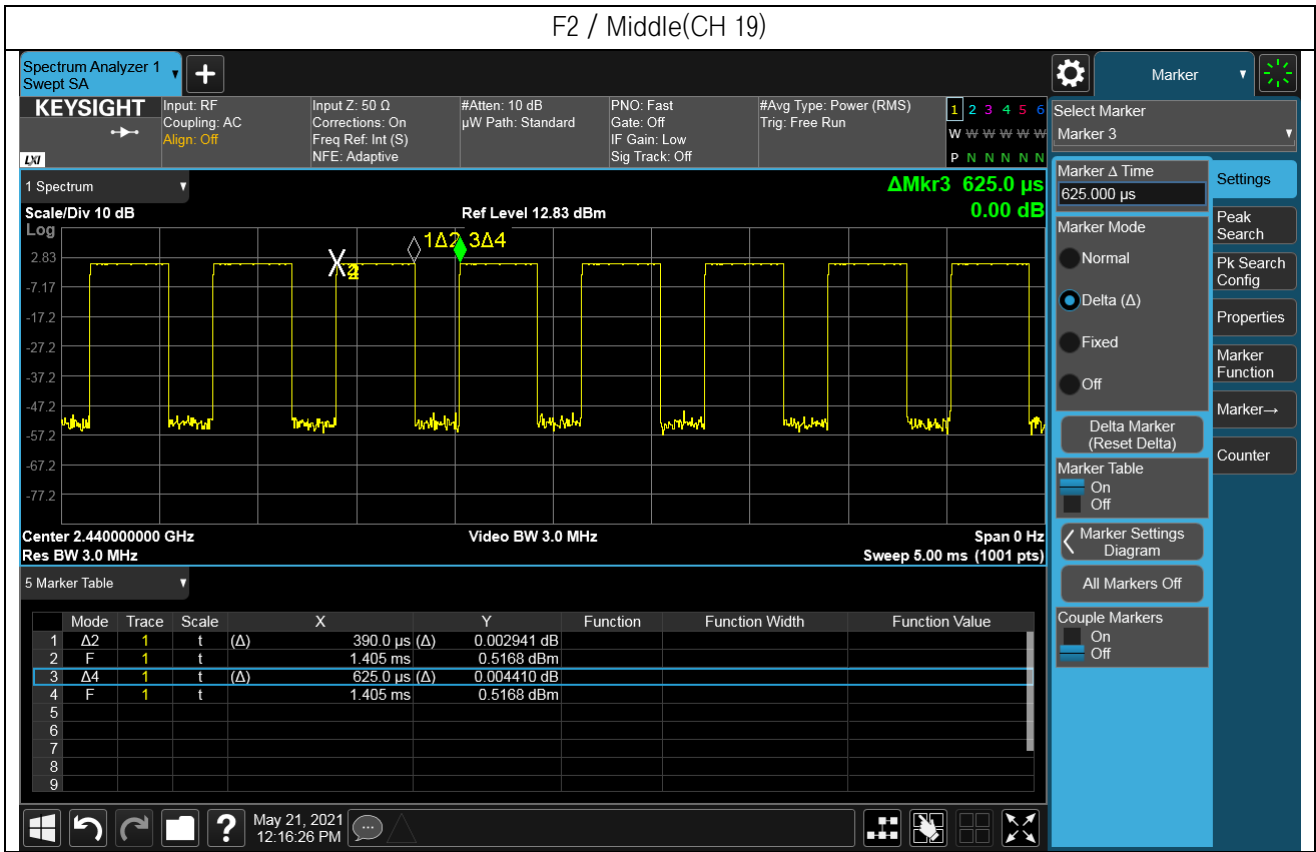 F2 / Middle(CH 19)
Spectrum Analyzer 1
Swept SA
Marker
KEYSIGHT
LXI
Input: RF
Coupling: AC
Align: Off
Input Z: 50 Ω
Corrections: On
Freq Ref: Int (S)
NFE: Adaptive
#Atten: 10 dB
µW Path: Standard
PNO: Fast
Gate: Off
IF Gain: Low
Sig Track: Off
#Avg Type: Power (RMS)
Trig: Free Run
1 2 3 4 5 6
W W W W W W
P N N N N N
Select Marker
Marker 3
1 Spectrum
ΔMkr3 625.0 µs
0.00 dB
Scale/Div 10 dB
Ref Level 12.83 dBm
Log
1Δ2 3Δ4
X
2.83
-7.17
-17.2
-27.2
-37.2
-47.2
-57.2
-67.2
-77.2
Center 2.440000000 GHz
Video BW 3.0 MHz
Span 0 Hz
Res BW 3.0 MHz
Sweep 5.00 ms (1001 pts)
5 Marker Table
Mode Trace Scale X Y Function Function Width Function Value
1 Δ2 1 t (Δ) 390.0 µs (Δ) 0.002941 dB
2 F 1 t 1.405 ms 0.5168 dBm
3 Δ4 1 t (Δ) 625.0 µs (Δ) 0.004410 dB
4 F 1 t 1.405 ms 0.5168 dBm
5
6
7
8
9
Marker Δ Time
625.000 µs
Marker Mode
Normal
Delta (Δ)
Fixed
Off
Delta Marker
(Reset Delta)
Marker Table
On
Off
Marker Settings
Diagram
All Markers Off
Couple Markers
On
Off
Settings
Peak
Search
Pk Search
Config
Properties
Marker
Function
Marker→
Counter
?
May 21, 2021
12:16:26 PM